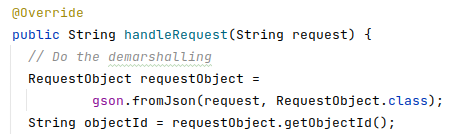 @Override
public String handleRequest(String request) {
// Do the demarshalling
RequestObject requestObject =
gson.fromJson(request, RequestObject.class);
String objectId = requestObject.getObjectId();